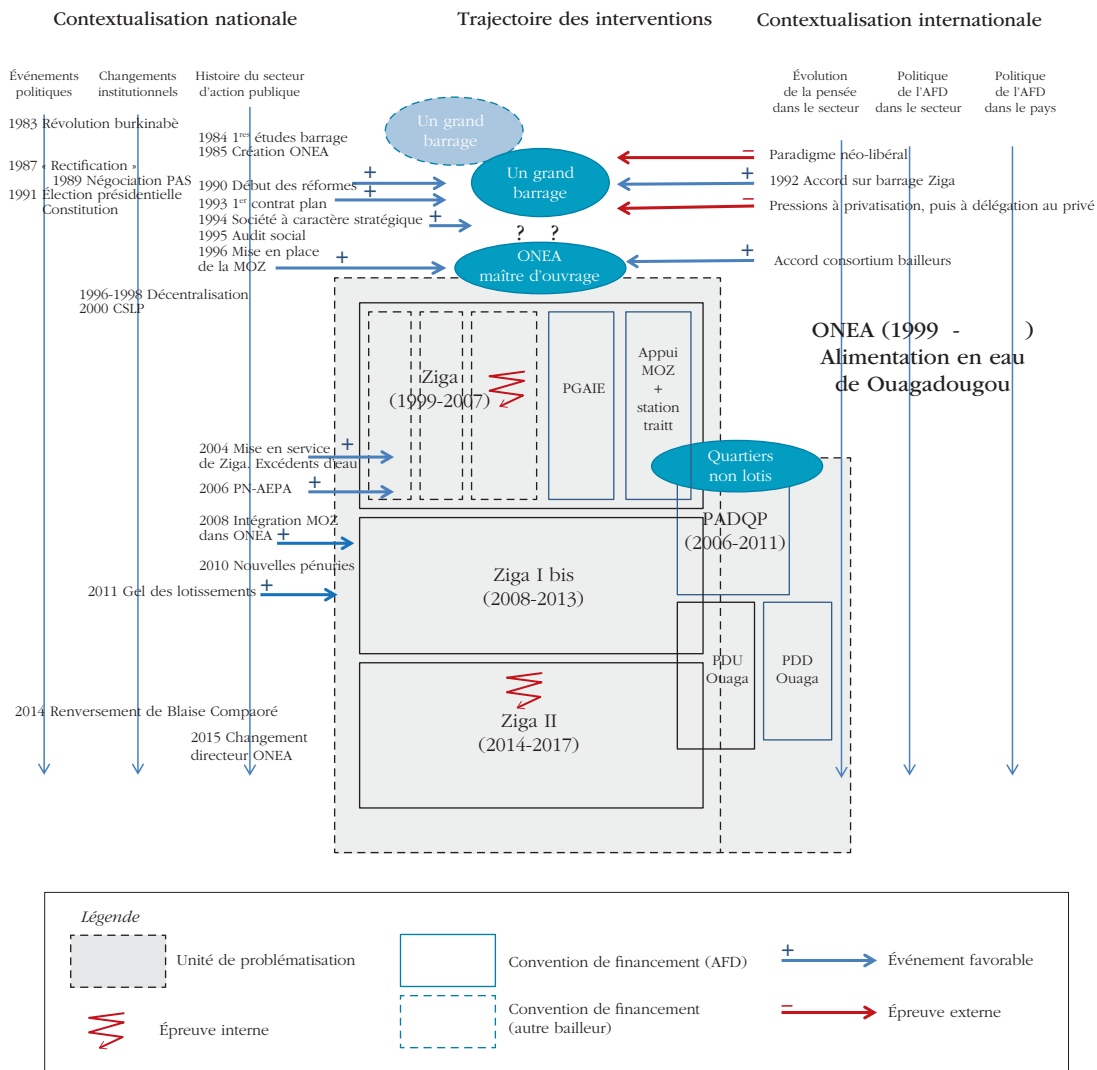 Contextualisation nationale
Trajectoire des interventions
Contextualisation internationale
Événements
politiques
Changements
institutionnels
Histoire du secteur
d'action publique
Évolution
de la pensée
dans le secteur
Politique
de l'AFD
dans le secteur
Politique
de l'AFD
dans le pays
1983 Révolution burkinabè
1984 1res études barrage
1985 Création ONEA
1987 « Rectification »
1989 Négociation PAS
1991 Élection présidentielle
Constitution
1990 Début des réformes
+
1993 1er contrat plan
+
1994 Société à caractère stratégique
+
1995 Audit social
1996 Mise en place
de la MOZ
+
1996-1998 Décentralisation
2000 CSLP
Un grand
barrage
Un grand
barrage
? ?
ONEA
maître d'ouvrage
–
Paradigme néo-libéral
+
1992 Accord sur barrage Ziga
–
Pressions à privatisation, puis à délégation au privé
+
Accord consortium bailleurs
ONEA (1999 - )
Alimentation en eau
de Ouagadougou
Ziga
(1999-2007)
PGAIE
Appui
MOZ
+
station
traitt
2004 Mise en service
de Ziga. Excédents d'eau
+
2006 PN-AEPA
+
Quartiers
non lotis
PADQP
(2006-2011)
2008 Intégration MOZ
dans ONEA
+
2010 Nouvelles pénuries
2011 Gel des lotissements
+
Ziga I bis
(2008-2013)
PDU
Ouaga
PDD
Ouaga
2014 Renversement de Blaise Compaoré
2015 Changement
directeur ONEA
Ziga II
(2014-2017)
Légende
Unité de problématisation
Convention de financement (AFD)
+
Événement favorable
Épreuve interne
Convention de financement
(autre bailleur)
–
Épreuve externe